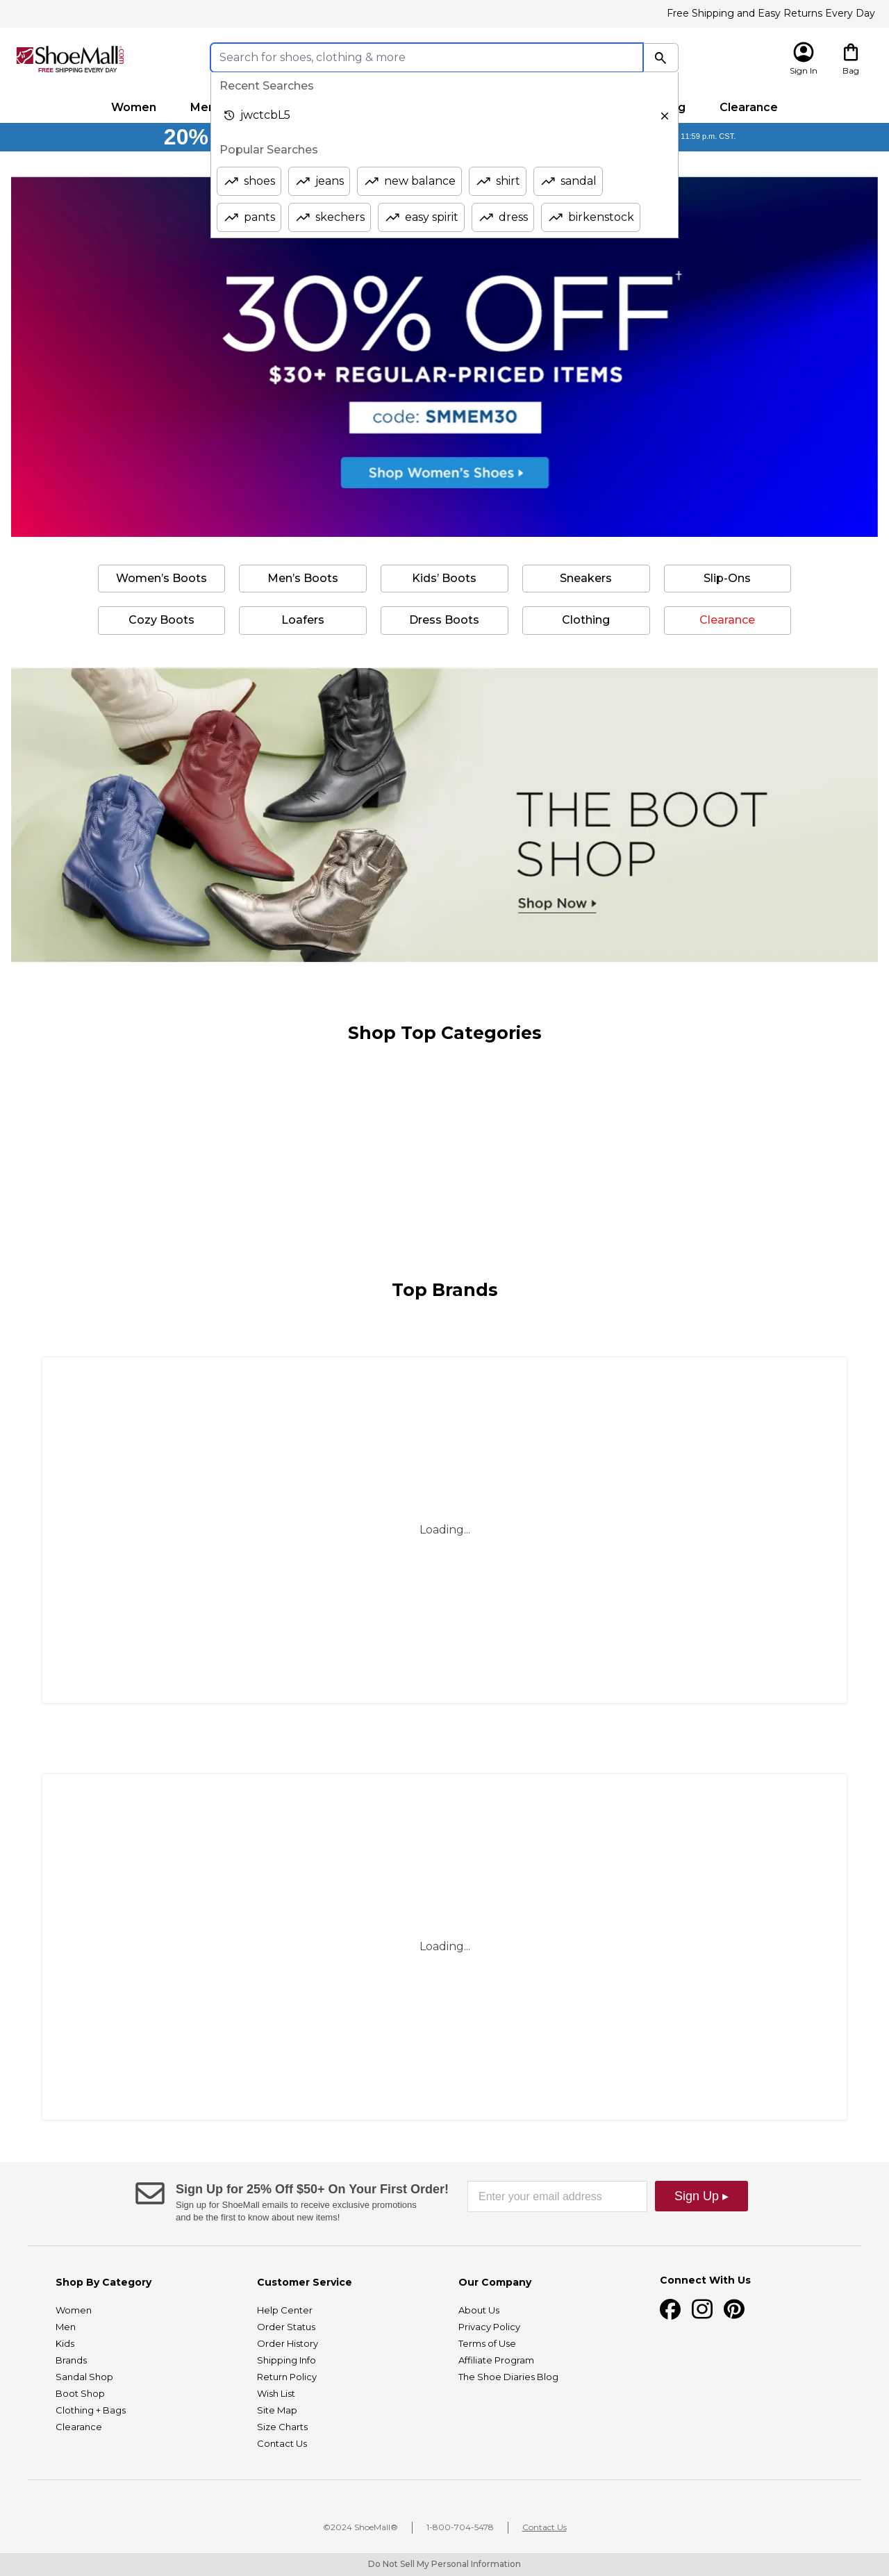 Free Shipping and Easy Returns Every Day
ShoeMall.com
FREE SHIPPING EVERY DAY
Search for shoes, clothing & more
Sign In
Bag
Women
Clearance
Recent Searches
jwctcbL5
20%
11:59 p.m. CST.
Popular Searches
shoes
jeans
new balance
shirt
sandal
pants
skechers
easy spirit
dress
birkenstock
30% OFF†
$30+ REGULAR-PRICED ITEMS
code: SMMEM30
Shop Women's Shoes
Women's Boots
Men's Boots
Kids' Boots
Sneakers
Slip-Ons
Cozy Boots
Loafers
Dress Boots
Clothing
Clearance
THE BOOT
SHOP
Shop Now
Shop Top Categories
Top Brands
Loading...
Loading...
Sign Up for 25% Off $50+ On Your First Order!
Sign up for ShoeMall emails to receive exclusive promotions
and be the first to know about new items!
Enter your email address
Sign Up ▸
Shop By Category
Women
Men
Kids
Brands
Sandal Shop
Boot Shop
Clothing + Bags
Clearance
Customer Service
Help Center
Order Status
Order History
Shipping Info
Return Policy
Wish List
Site Map
Size Charts
Contact Us
Our Company
About Us
Privacy Policy
Terms of Use
Affiliate Program
The Shoe Diaries Blog
Connect With Us
©2024 ShoeMall®
1-800-704-5478
Contact Us
Do Not Sell My Personal Information